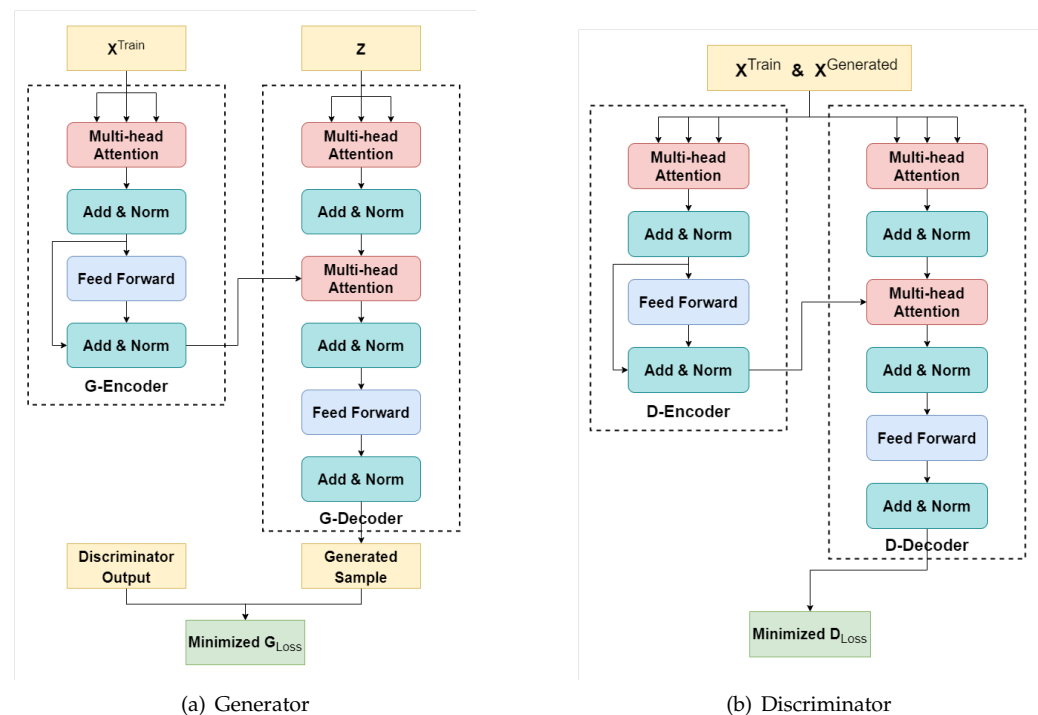 X^Train
Z
Multi-head
Attention
Add & Norm
Feed Forward
Add & Norm
G-Encoder
Multi-head
Attention
Add & Norm
Multi-head
Attention
Add & Norm
Feed Forward
Add & Norm
G-Decoder
Discriminator
Output
Generated
Sample
Minimized G_Loss
(a) Generator
X^Train & X^Generated
Multi-head
Attention
Add & Norm
Feed Forward
Add & Norm
D-Encoder
Multi-head
Attention
Add & Norm
Multi-head
Attention
Add & Norm
Feed Forward
Add & Norm
D-Decoder
Minimized D_Loss
(b) Discriminator